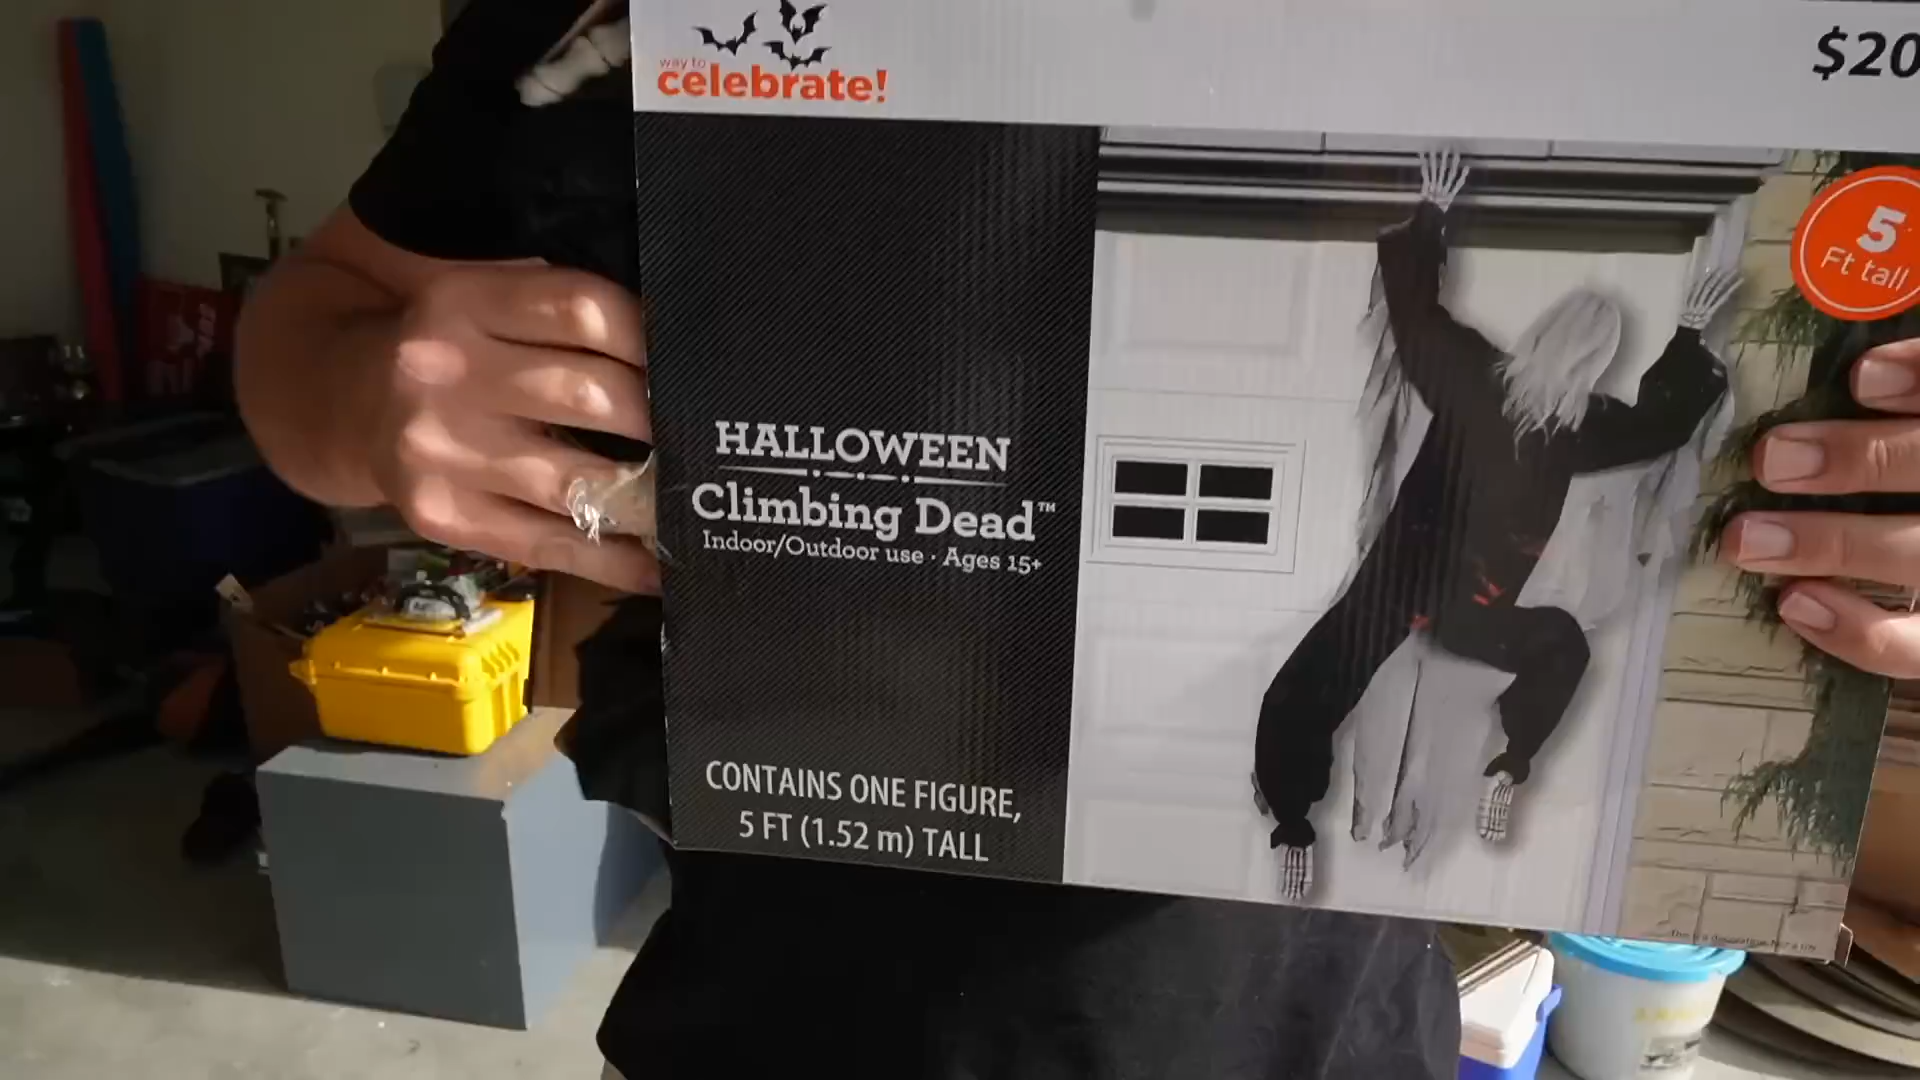 way to
celebrate!
$20
5
Ft tall
HALLOWEEN
Climbing Dead™
Indoor/Outdoor use · Ages 15+
CONTAINS ONE FIGURE,
5 FT (1.52 m) TALL